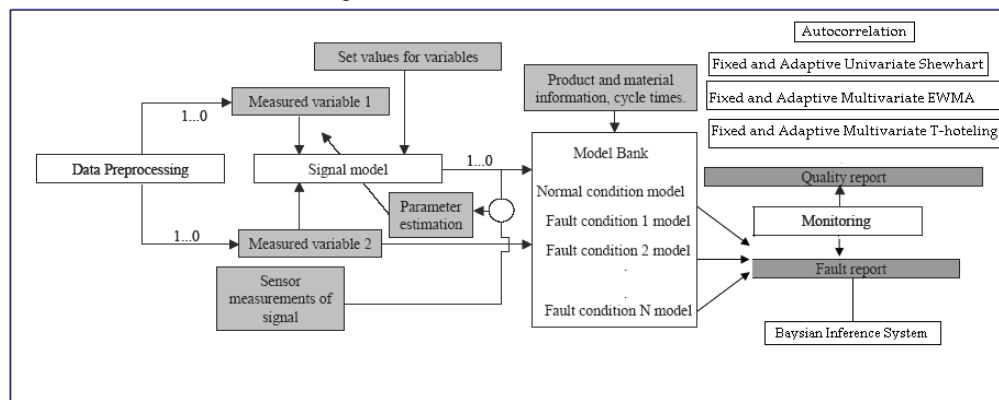 Autocorrelation
Set values for variables
Fixed and Adaptive Univariate Shewhart
Product and material
information, cycle times.
Measured variable 1
Fixed and Adaptive Multivariate EWMA
1...0
Fixed and Adaptive Multivariate T-hoteling
Data Preprocessing
Signal model
1...0
Model Bank
Quality report
Normal condition model
Parameter
estimation
Monitoring
Fault condition 1 model
1...0
Measured variable 2
Fault condition 2 model
.
Fault report
Sensor
measurements of
signal
.
Fault condition N model
Baysian Inference System